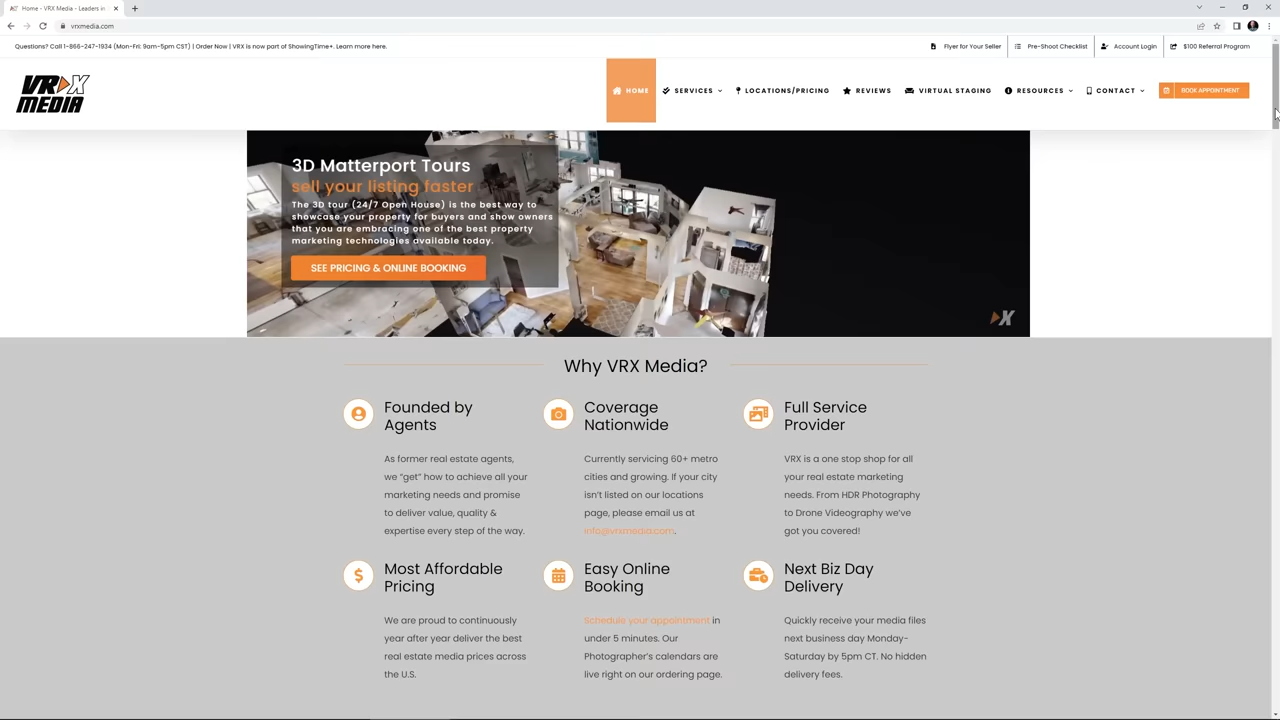 Home - VRX Media - Leaders in
vrxmedia.com
Questions? Call 1-866-247-1934 (Mon-Fri: 9am-5pm CST) | Order Now | VRX is now part of ShowingTime+. Learn more here.
Flyer for Your Seller
Pre-Shoot Checklist
Account Login
$100 Referral Program
VRX
MEDIA
HOME
SERVICES
LOCATIONS/PRICING
REVIEWS
VIRTUAL STAGING
RESOURCES
CONTACT
BOOK APPOINTMENT
3D Matterport Tours
sell your listing faster
The 3D tour (24/7 Open House) is the best way to
showcase your property for buyers and show owners
that you are embracing one of the best property
marketing technologies available today.
SEE PRICING & ONLINE BOOKING
X
Why VRX Media?
Founded by
Agents
As former real estate agents,
we “get” how to achieve all your
marketing needs and promise
to deliver value, quality &
expertise every step of the way.
Coverage
Nationwide
Currently servicing 60+ metro
cities and growing. If your city
isn’t listed on our locations
page, please email us at
info@vrxmedia.com.
Full Service
Provider
VRX is a one stop shop for all
your real estate marketing
needs. From HDR Photography
to Drone Videography we’ve
got you covered!
Most Affordable
Pricing
We are proud to continuously
year after year deliver the best
real estate media prices across
the U.S.
Easy Online
Booking
Schedule your appointment in
under 5 minutes. Our
Photographer’s calendars are
live right on our ordering page.
Next Biz Day
Delivery
Quickly receive your media files
next business day Monday-
Saturday by 5pm CT. No hidden
delivery fees.